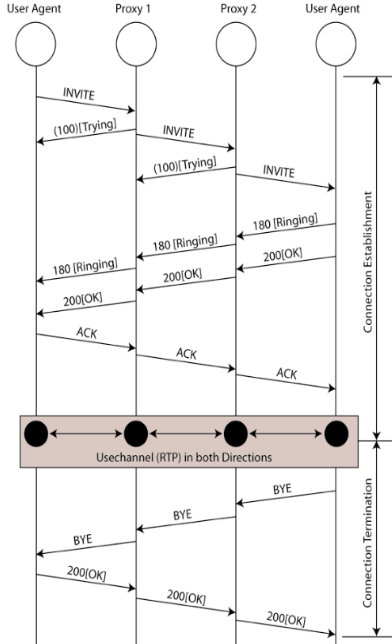 User Agent Proxy 1 Proxy 2 User Agent
INVITE
(100)[Trying]
INVITE
(100)[Trying]
INVITE
180 [Ringing]
180 [Ringing]
180 [Ringing]
200[OK]
200[OK]
200[OK]
ACK
ACK
ACK
Connection Establishment
Usechannel (RTP) in both Directions
BYE
BYE
BYE
200[OK]
200[OK]
200[OK]
Connection Termination